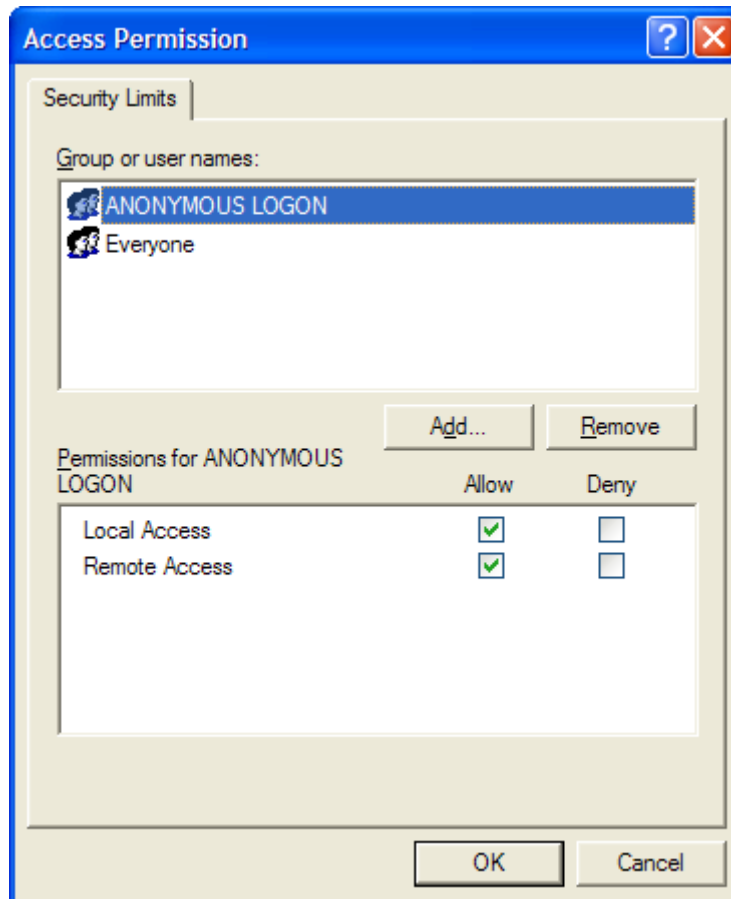 Access Permission
Security Limits
Group or user names:
ANONYMOUS LOGON
Everyone
Add...
Remove
Permissions for ANONYMOUS
LOGON
Allow
Deny
Local Access
Remote Access
OK
Cancel